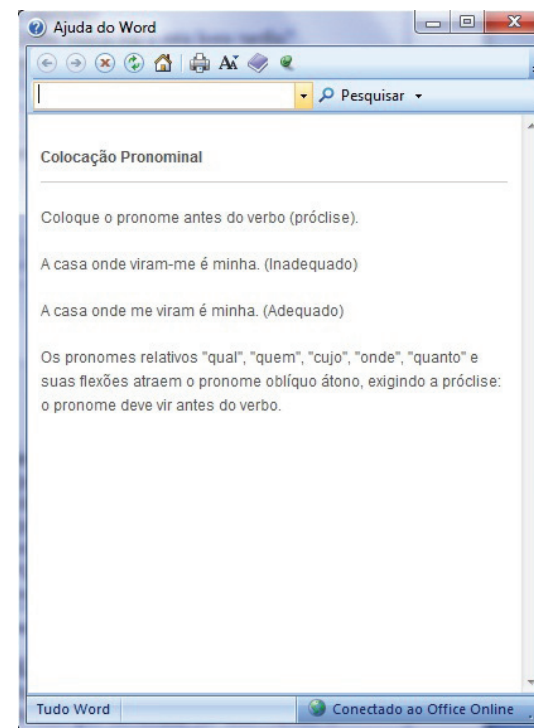 Ajuda do Word
Pesquisar
Colocação Pronominal
Coloque o pronome antes do verbo (próclise).
A casa onde viram-me é minha. (Inadequado)
A casa onde me viram é minha. (Adequado)
Os pronomes relativos "qual", "quem", "cujo", "onde", "quanto" e
suas flexões atraem o pronome oblíquo átono, exigindo a próclise:
o pronome deve vir antes do verbo.
Tudo Word
Conectado ao Office Online